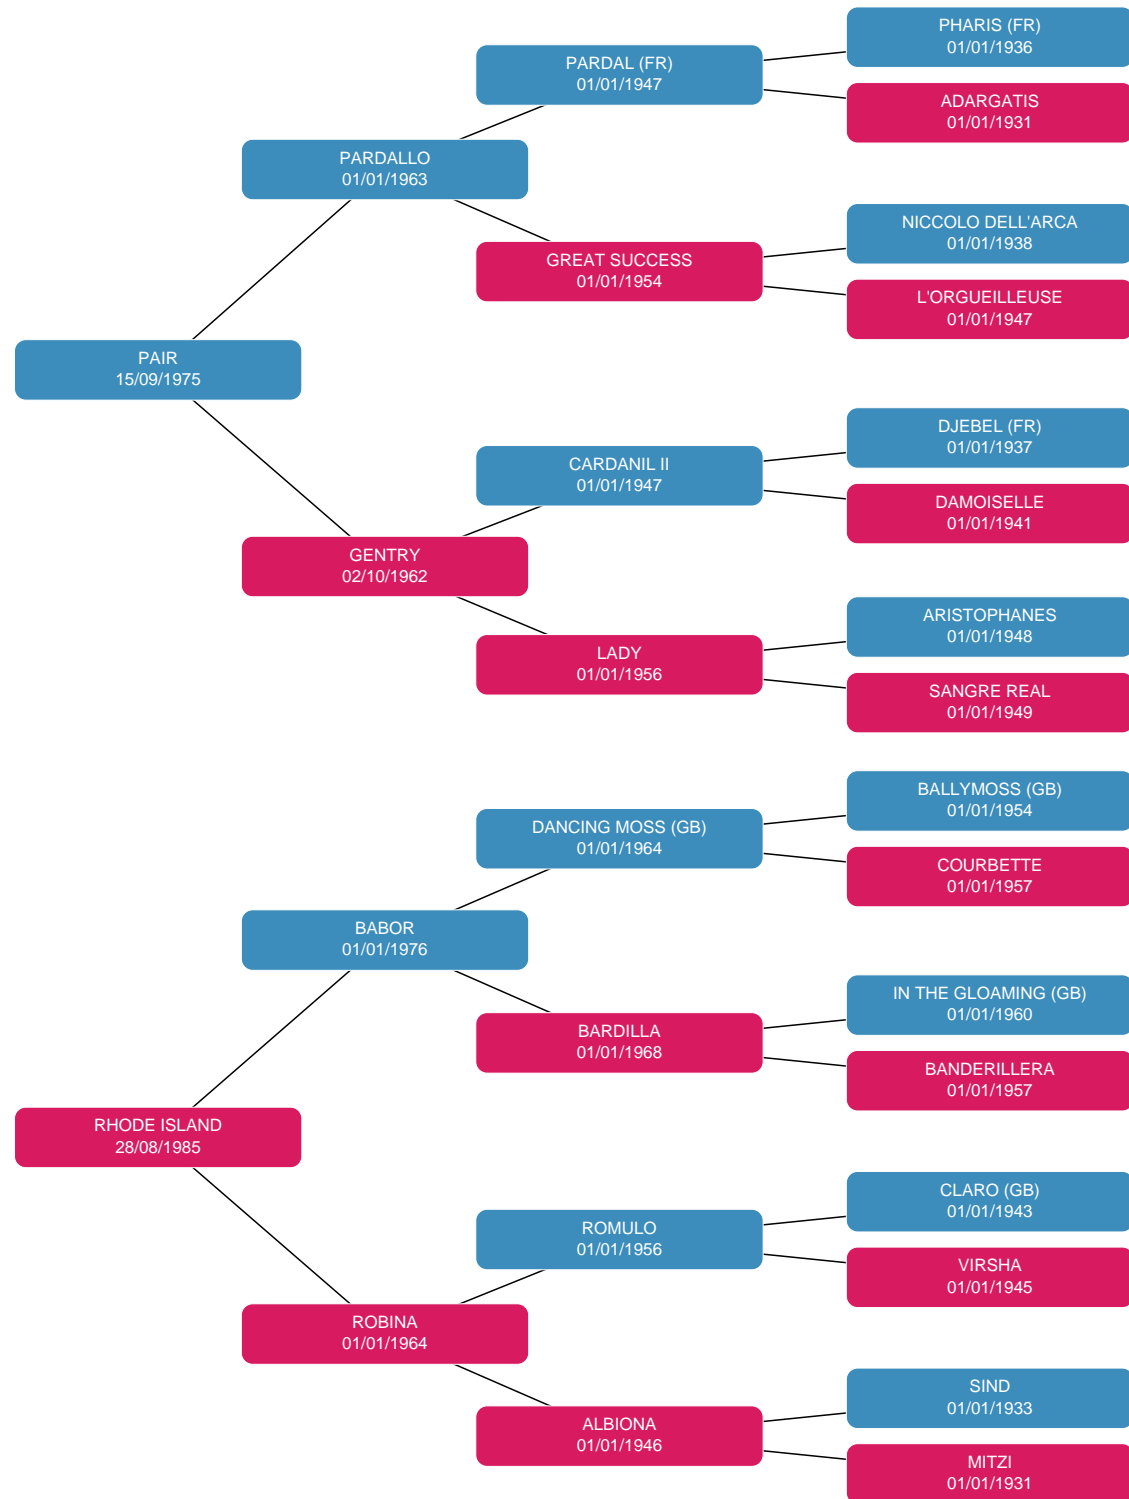 PHARIS (FR)
01/01/1936
PARDAL (FR)
01/01/1947
ADARGATIS
01/01/1931
PARDALLO
01/01/1963
NICCOLO DELL'ARCA
01/01/1938
GREAT SUCCESS
01/01/1954
L'ORGUEILLEUSE
01/01/1947
PAIR
15/09/1975
DJEBEL (FR)
01/01/1937
CARDANIL II
01/01/1947
DAMOISELLE
01/01/1941
GENTRY
02/10/1962
ARISTOPHANES
01/01/1948
LADY
01/01/1956
SANGRE REAL
01/01/1949
BALLYMOSS (GB)
01/01/1954
DANCING MOSS (GB)
01/01/1964
COURBETTE
01/01/1957
BABOR
01/01/1976
IN THE GLOAMING (GB)
01/01/1960
BARDILLA
01/01/1968
BANDERILLERA
01/01/1957
RHODE ISLAND
28/08/1985
CLARO (GB)
01/01/1943
ROMULO
01/01/1956
VIRSHA
01/01/1945
ROBINA
01/01/1964
SIND
01/01/1933
ALBIONA
01/01/1946
MITZI
01/01/1931